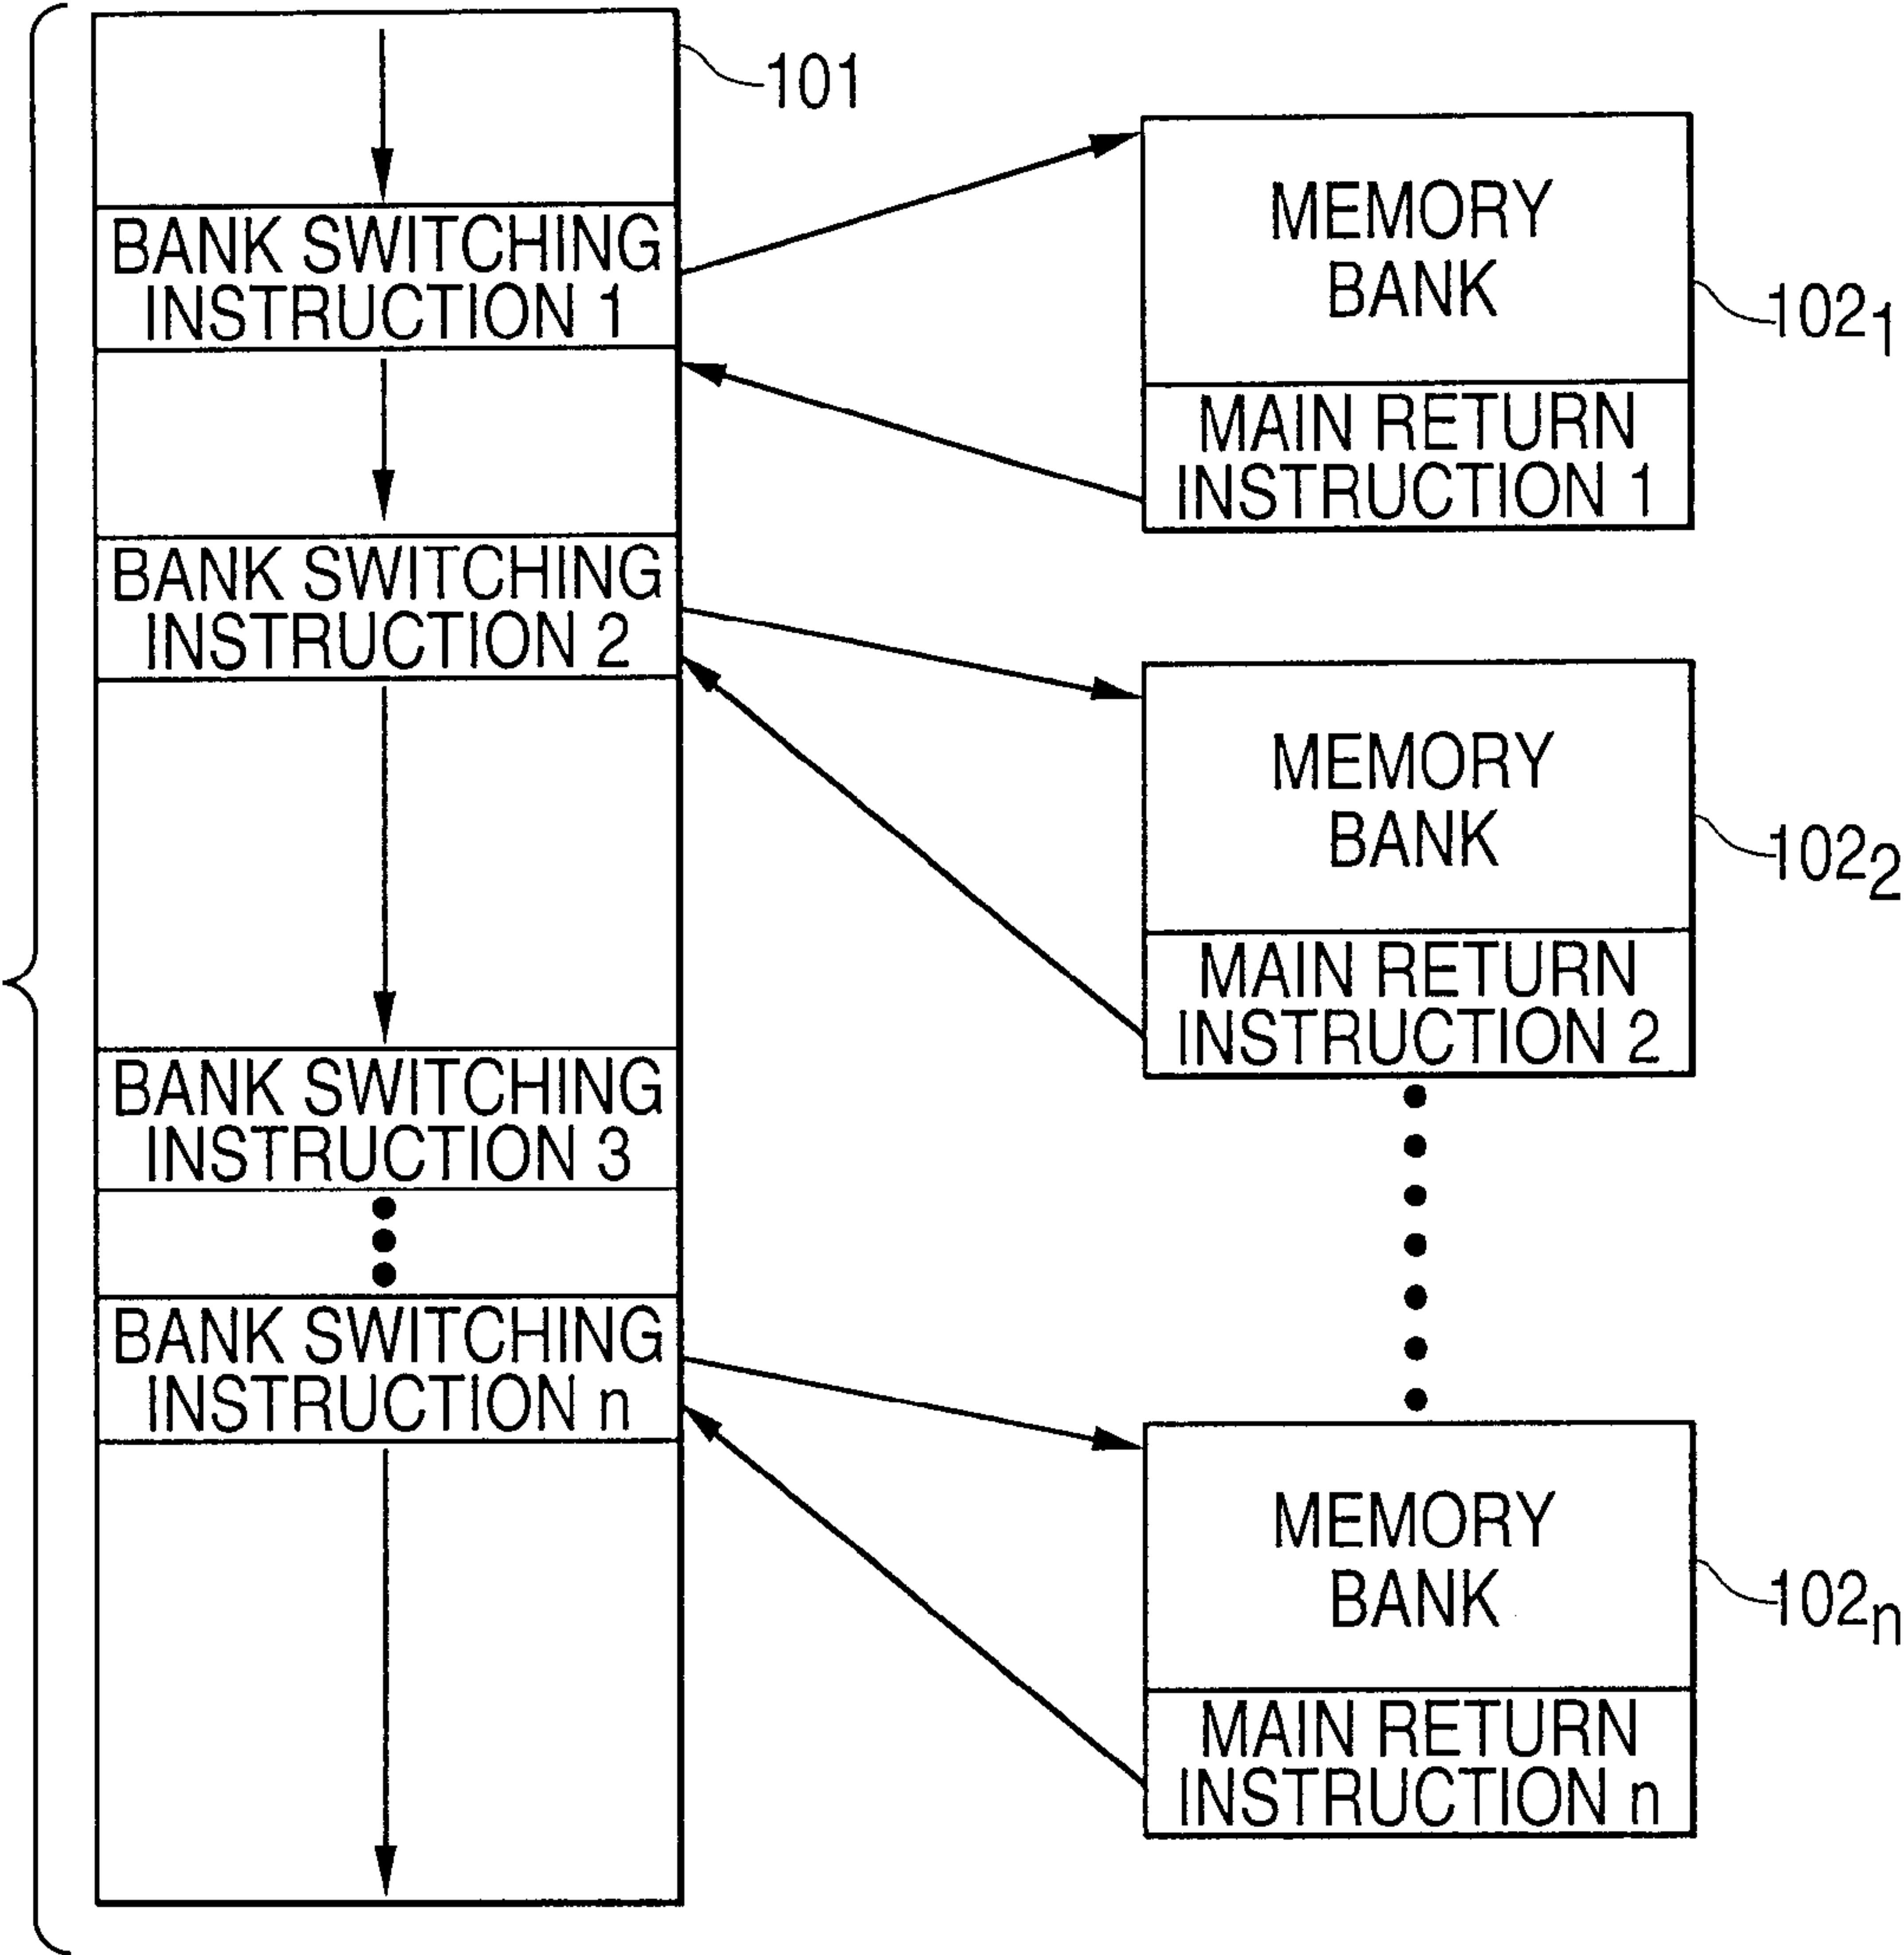 101
BANK SWITCHING
INSTRUCTION 1
BANK SWITCHING
INSTRUCTION 2
BANK SWITCHING
INSTRUCTION 3
BANK SWITCHING
INSTRUCTION n
MEMORY
BANK
102₁
MAIN RETURN
INSTRUCTION 1
MEMORY
BANK
102₂
MAIN RETURN
INSTRUCTION 2
MEMORY
BANK
102ₙ
MAIN RETURN
INSTRUCTION n